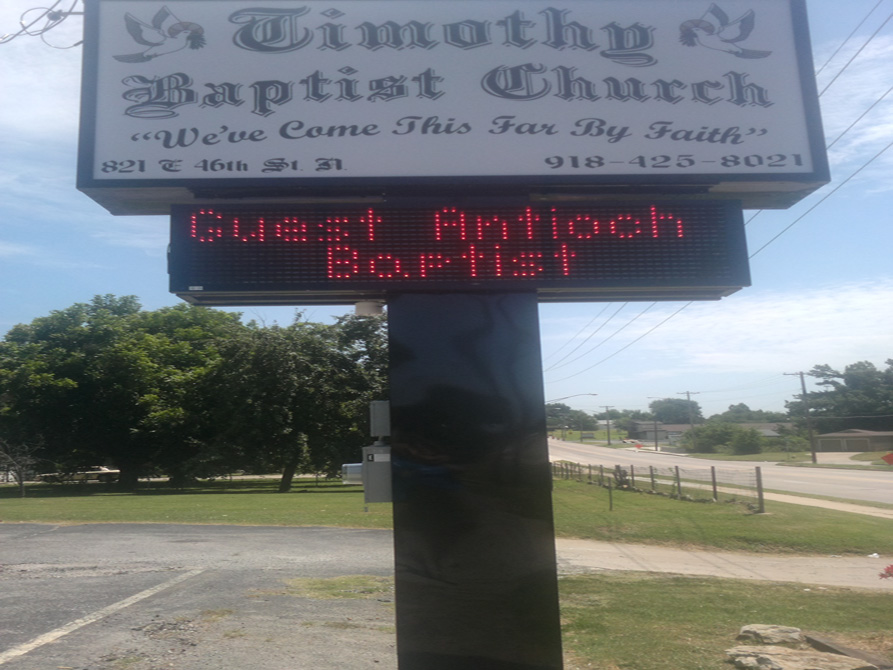 Timothy
Baptist Church
"We've Come This Far By Faith"
821 E 46th St. N. 918-425-8021
Guest Antioch
Baptist